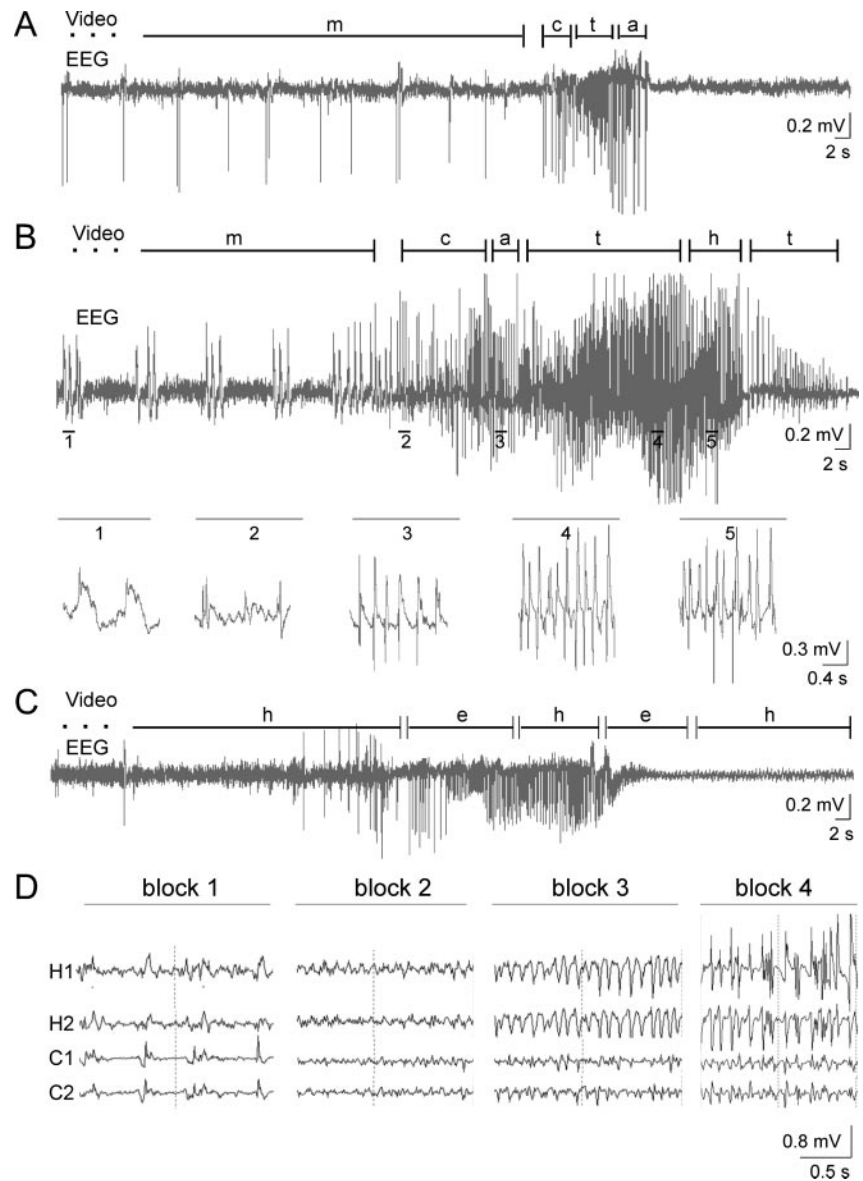 A
Video
m c t a
EEG
0.2 mV
2 s
B
Video
m c a t h t
EEG
1 2 3 4 5
0.2 mV
2 s
1 2 3 4 5
0.3 mV
0.4 s
C
Video
h e h e h
EEG
0.2 mV
2 s
D
block 1 block 2 block 3 block 4
H1
H2
C1
C2
0.8 mV
0.5 s